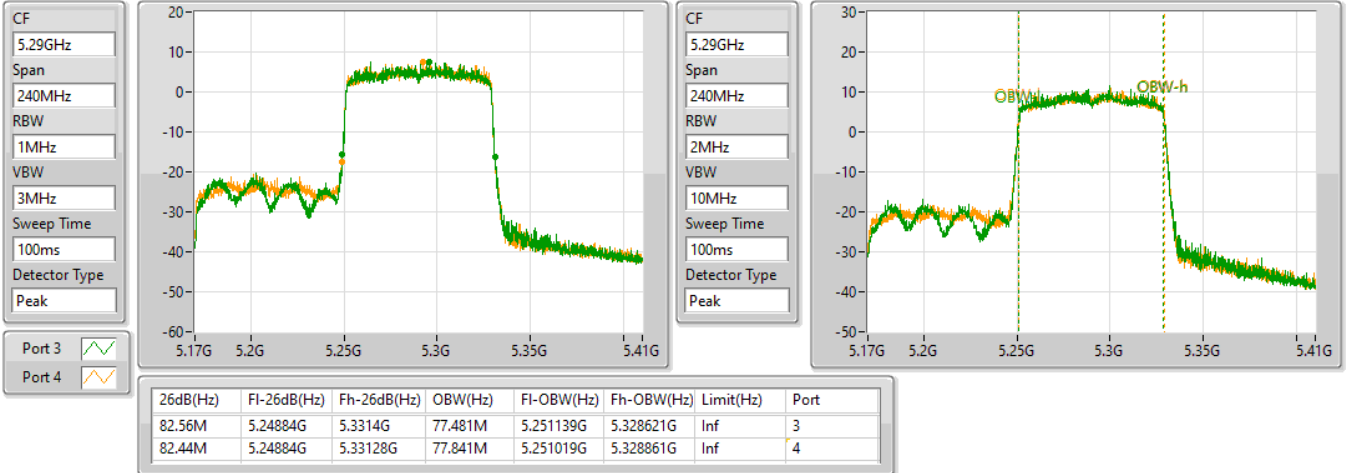 CF
5.29GHz
Span
240MHz
RBW
1MHz
VBW
3MHz
Sweep Time
100ms
Detector Type
Peak
20-
10-
0-
-10-
-20-
-30-
-40-
-50-
-60-
5.17G 5.2G 5.25G 5.3G 5.35G 5.41G
CF
5.29GHz
Span
240MHz
RBW
2MHz
VBW
10MHz
Sweep Time
100ms
Detector Type
Peak
30-
20-
10-
0-
-10-
-20-
-30-
-40-
-50-
OBW OBW-h
5.17G 5.2G 5.25G 5.3G 5.35G 5.41G
Port 3
Port 4
26dB(Hz) Fl-26dB(Hz) Fh-26dB(Hz) OBW(Hz) Fl-OBW(Hz) Fh-OBW(Hz) Limit(Hz) Port
82.56M 5.24884G 5.3314G 77.481M 5.251139G 5.328621G Inf 3
82.44M 5.24884G 5.33128G 77.841M 5.251019G 5.328861G Inf 4